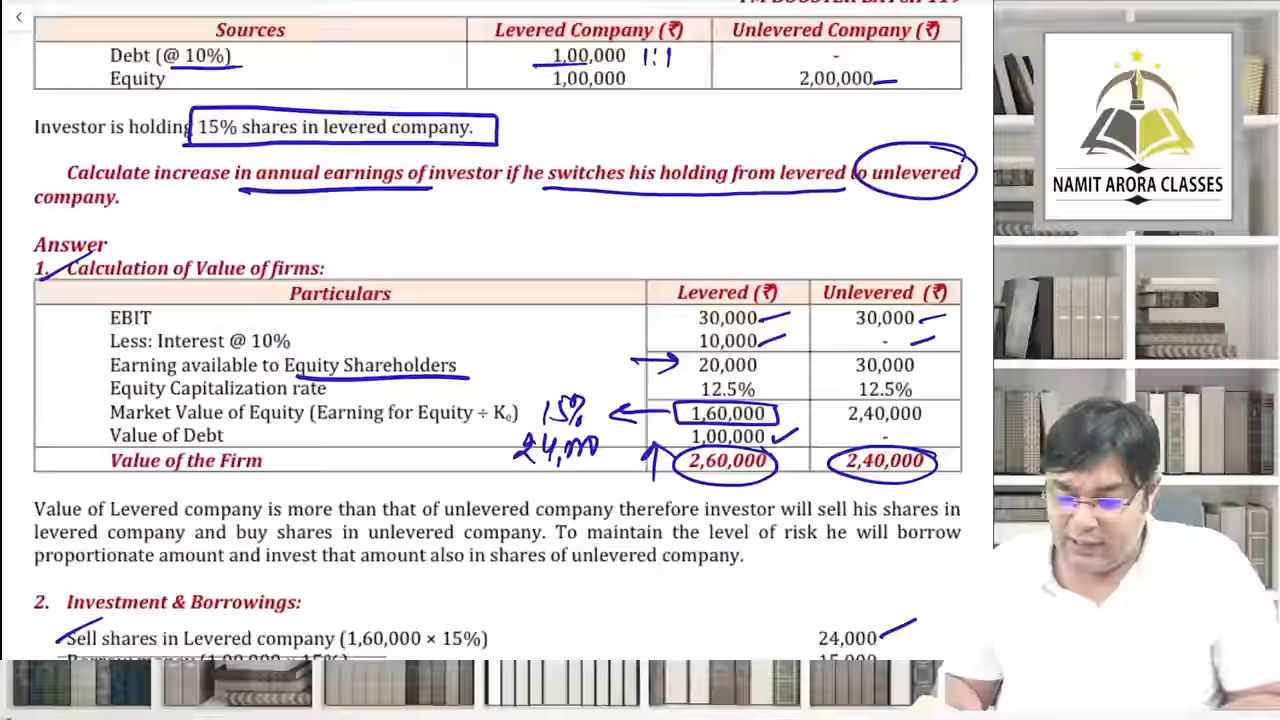 Sources Levered Company (₹) Unlevered Company (₹)
Debt (@ 10%) 1,00,000 1:1 -
Equity 1,00,000 2,00,000
Investor is holding 15% shares in levered company.
Calculate increase in annual earnings of investor if he switches his holding from levered to unlevered
company.
Answer
1. Calculation of Value of firms:
Particulars Levered (₹) Unlevered (₹)
EBIT 30,000 30,000
Less: Interest @ 10% 10,000 -
Earning available to Equity Shareholders 20,000 30,000
Equity Capitalization rate 12.5% 12.5%
Market Value of Equity (Earning for Equity ÷ Kₑ) 15% 1,60,000 2,40,000
Value of Debt 24,000 1,00,000 -
Value of the Firm 2,60,000 2,40,000
Value of Levered company is more than that of unlevered company therefore investor will sell his shares in
levered company and buy shares in unlevered company. To maintain the level of risk he will borrow
proportionate amount and invest that amount also in shares of unlevered company.
2. Investment & Borrowings:
Sell shares in Levered company (1,60,000 × 15%) 24,000
NAMIT ARORA CLASSES